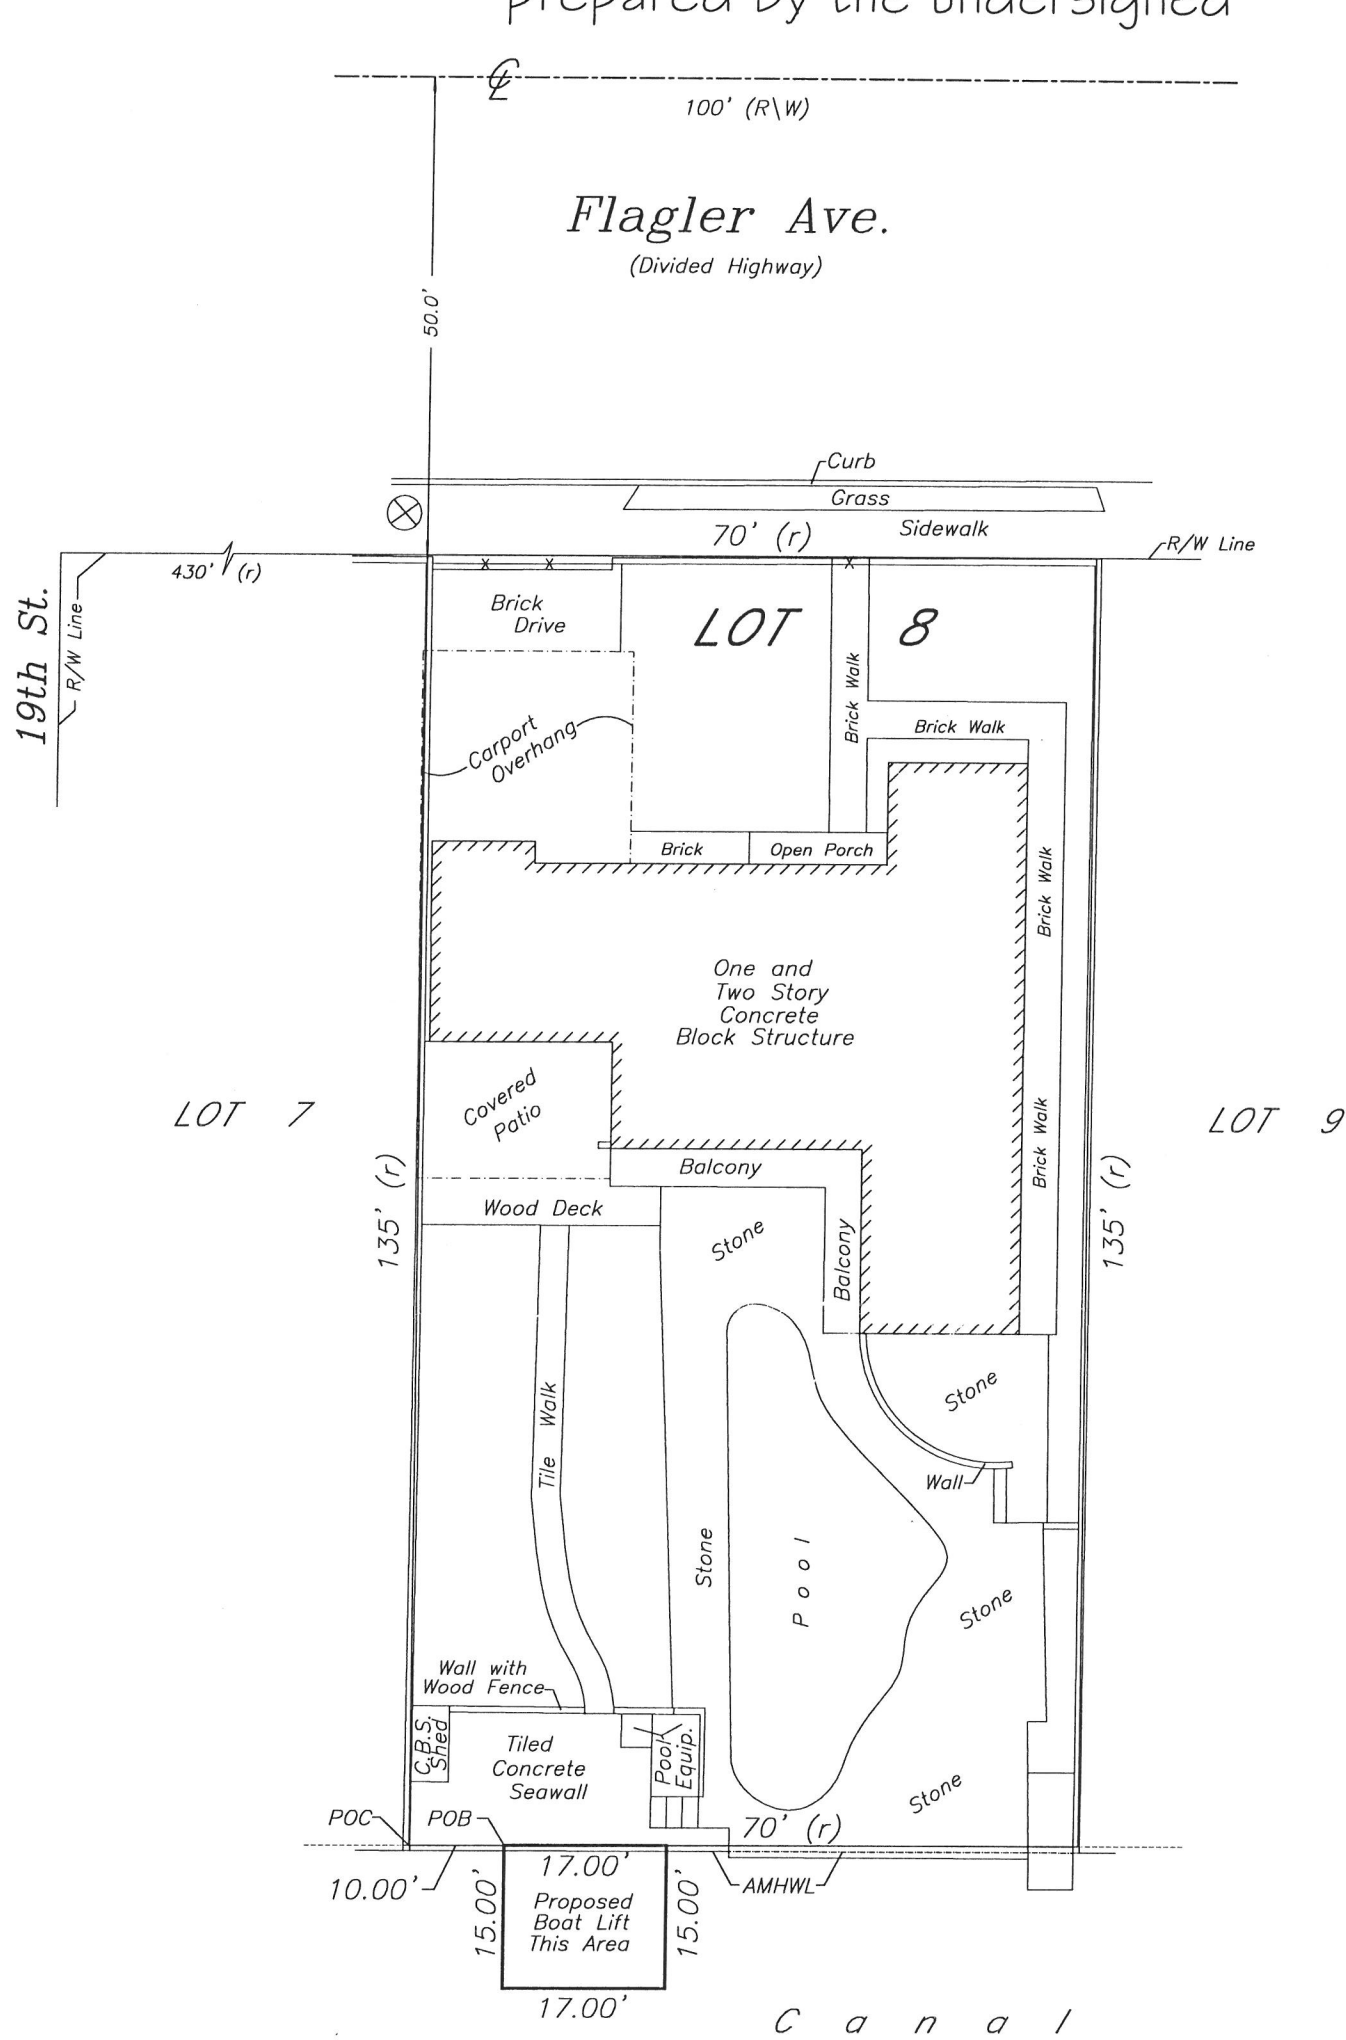 prepared by the undersigned
℄
100' (R\W)
Flagler Ave.
(Divided Highway)
50.0'
Curb
Grass
70' (r)
Sidewalk
R/W Line
430' (r)
19th St.
R/W Line
Brick
Drive
LOT 8
Brick Walk
Brick Walk
Carport
Overhang
Brick
Open Porch
Brick Walk
One and
Two Story
Concrete
Block Structure
Covered
Patio
LOT 7
LOT 9
Brick Walk
135' (r)
135' (r)
Balcony
Wood Deck
Stone
Balcony
Stone
Tile Walk
Wall
Stone
Pool
Stone
Wall with
Wood Fence
C.B.S.
Shed
Tiled
Concrete
Seawall
Pool
Equip.
Stone
POC
POB
70' (r)
10.00'
17.00'
AMHWL
15.00'
Proposed
Boat Lift
This Area
15.00'
17.00'
Canal